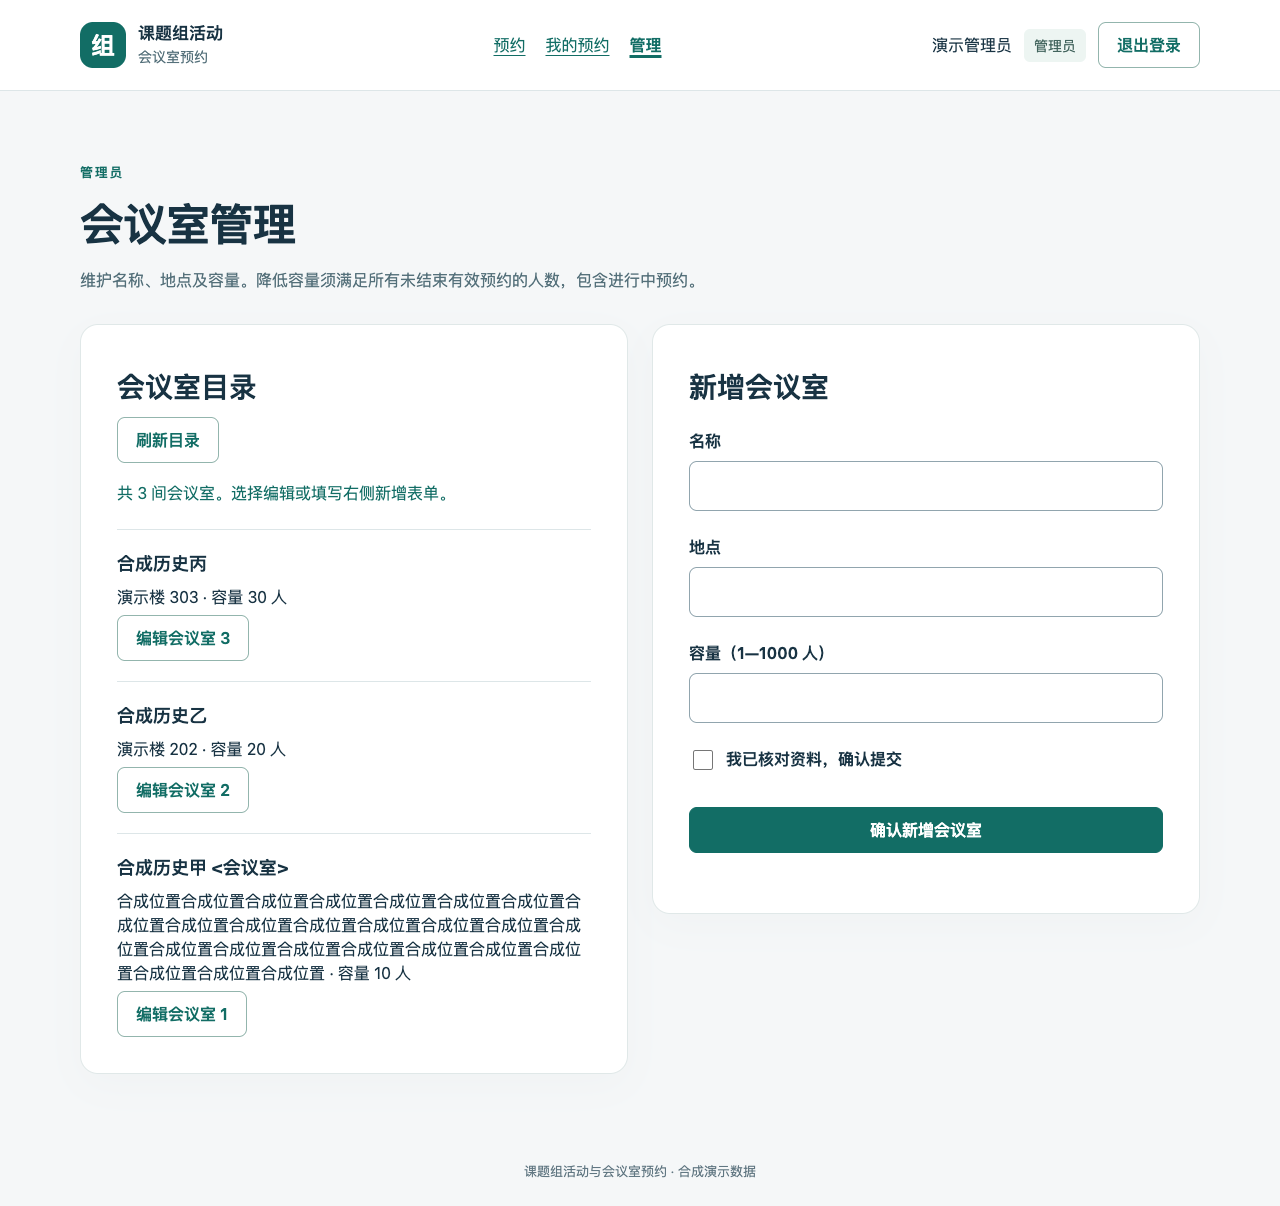 组
课题组活动
会议室预约
预约
我的预约
管理
演示管理员
管理员
退出登录
管理员
会议室管理
维护名称、地点及容量。降低容量须满足所有未结束有效预约的人数，包含进行中预约。
会议室目录
刷新目录
共 3 间会议室。选择编辑或填写右侧新增表单。
合成历史丙
演示楼 303 · 容量 30 人
编辑会议室 3
合成历史乙
演示楼 202 · 容量 20 人
编辑会议室 2
合成历史甲 <会议室>
合成位置合成位置合成位置合成位置合成位置合成位置合成位置合
成位置合成位置合成位置合成位置合成位置合成位置合成位置合成
位置合成位置合成位置合成位置合成位置合成位置合成位置合成位
置合成位置合成位置合成位置 · 容量 10 人
编辑会议室 1
新增会议室
名称
地点
容量（1—1000 人）
我已核对资料，确认提交
确认新增会议室
课题组活动与会议室预约 · 合成演示数据